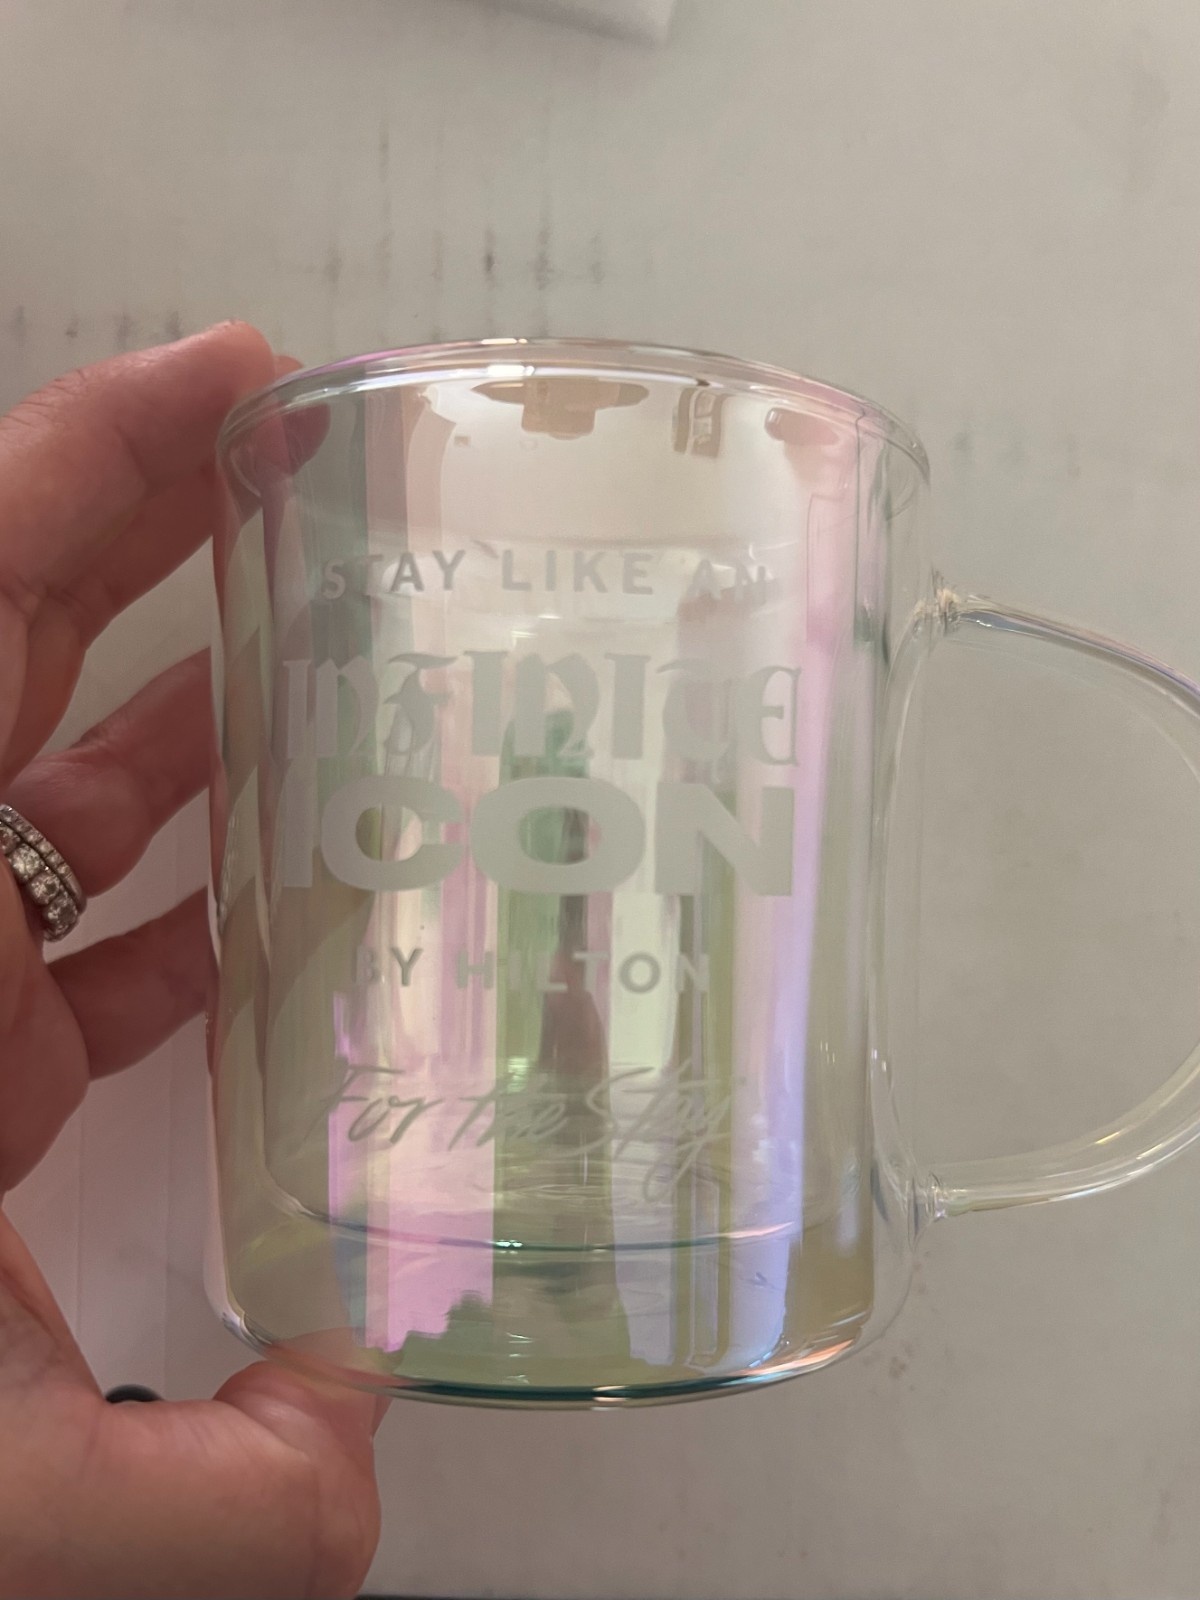 STAY LIKE AN
INFINITE
ICON
BY HILTON
For the Stay